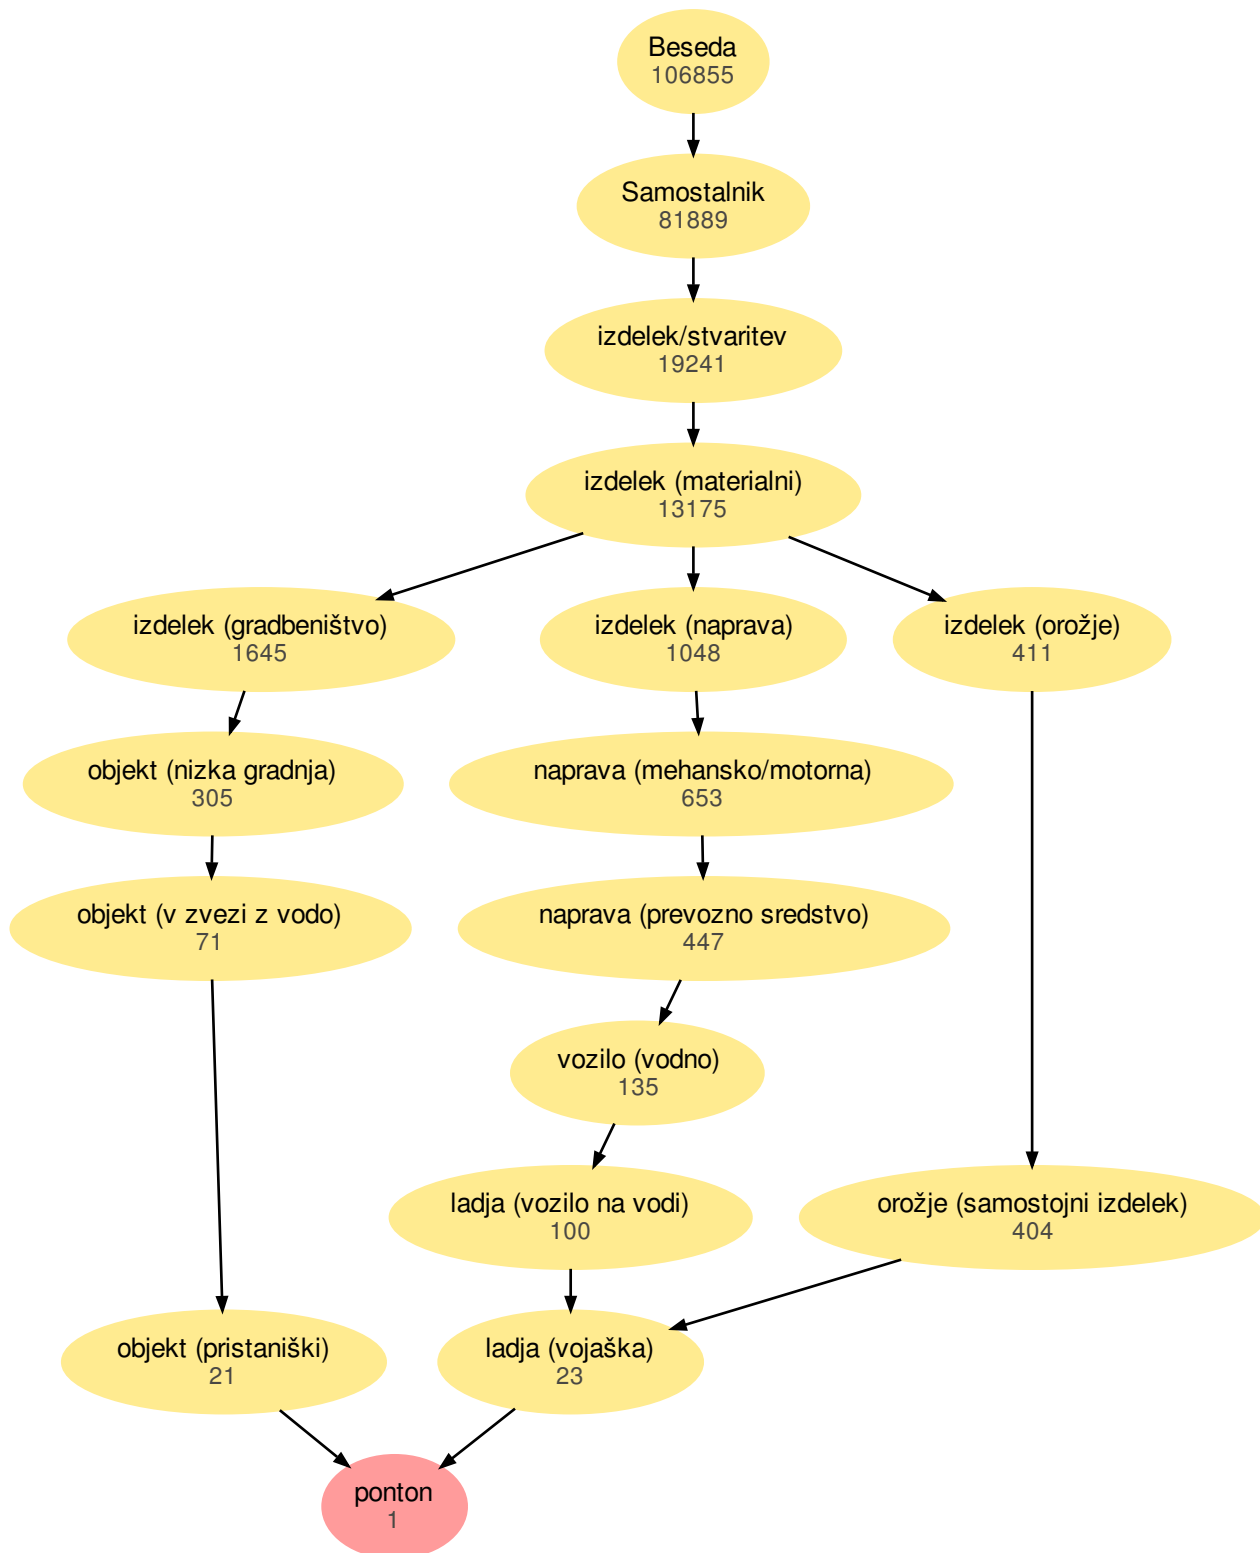 Beseda
106855
Samostalnik
81889
izdelek/stvaritev
19241
izdelek (materialni)
13175
izdelek (gradbeništvo)
1645
izdelek (naprava)
1048
izdelek (orožje)
411
objekt (nizka gradnja)
305
naprava (mehansko/motorna)
653
objekt (v zvezi z vodo)
71
naprava (prevozno sredstvo)
447
vozilo (vodno)
135
ladja (vozilo na vodi)
100
orožje (samostojni izdelek)
404
objekt (pristaniški)
21
ladja (vojaška)
23
ponton
1